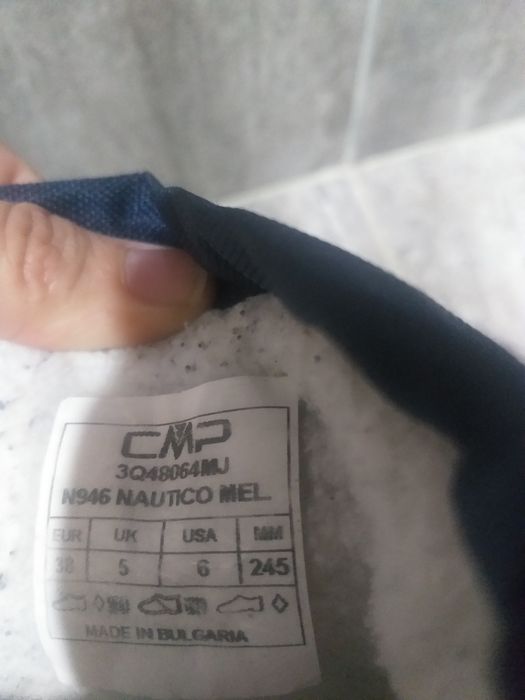 CMP
3Q48064MJ
N946 NAUTICO MEL.
EUR UK USA MM
38 5 6 245
MADE IN BULGARIA